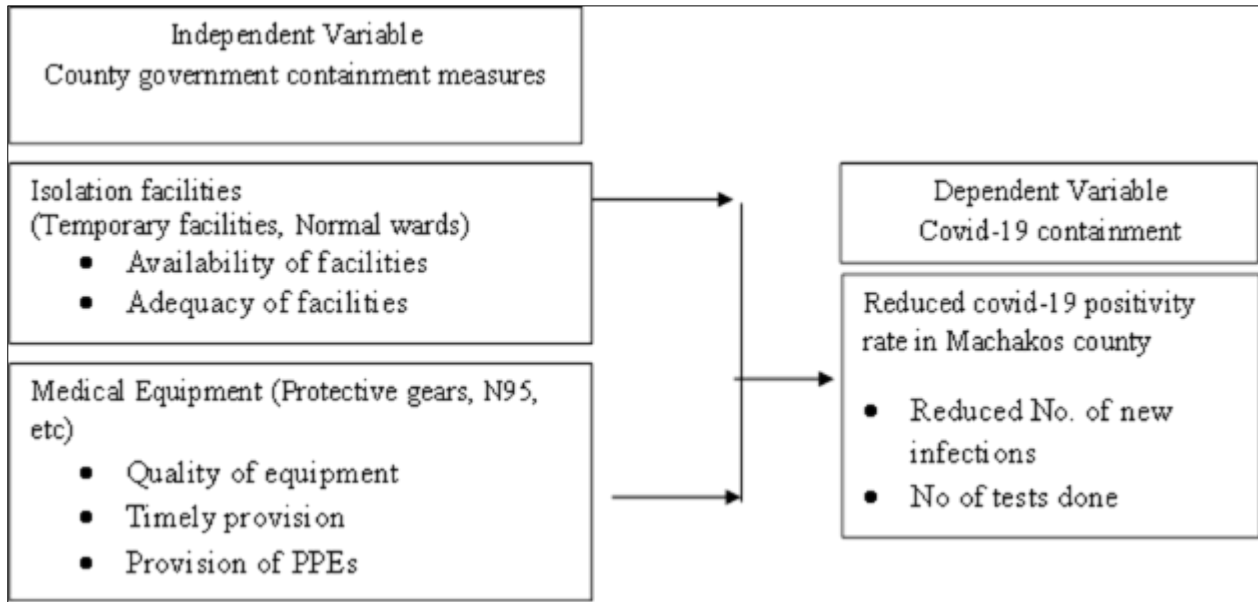 Independent Variable
County government containment measures
Isolation facilities
(Temporary facilities, Normal wards)
● Availability of facilities
● Adequacy of facilities
Medical Equipment (Protective gears, N95,
etc)
● Quality of equipment
● Timely provision
● Provision of PPEs
Dependent Variable
Covid-19 containment
Reduced covid-19 positivity
rate in Machakos county
● Reduced No. of new
infections
● No of tests done